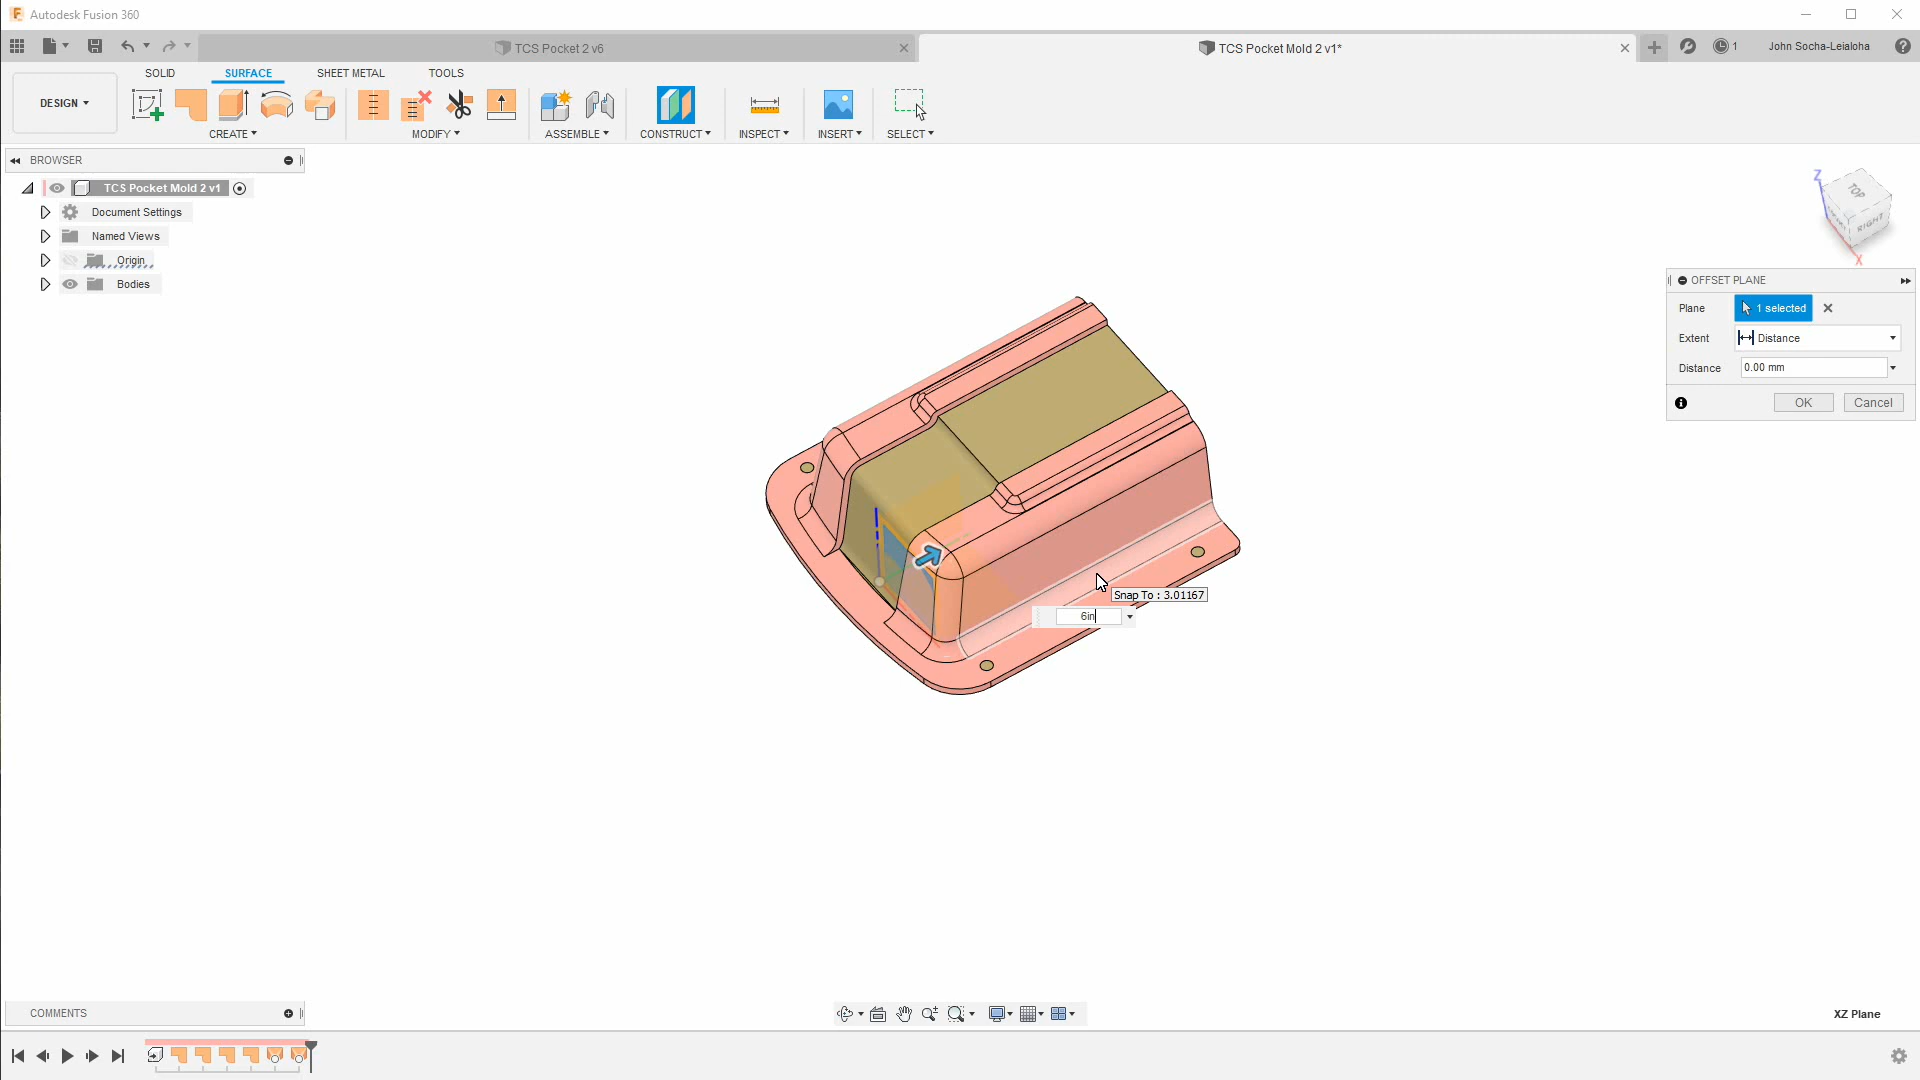 Autodesk Fusion 360
TCS Pocket 2 v6
TCS Pocket Mold 2 v1*
1
John Socha-Leialoha
SOLID
SURFACE
SHEET METAL
TOOLS
DESIGN
CREATE
MODIFY
ASSEMBLE
CONSTRUCT
INSPECT
INSERT
SELECT
BROWSER
TCS Pocket Mold 2 v1
Document Settings
Named Views
Origin
Bodies
Z
TOP
RIGHT
X
OFFSET PLANE
Plane
1 selected
Extent
Distance
Distance
0.00 mm
OK
Cancel
Snap To : 3.01167
6in
COMMENTS
XZ Plane